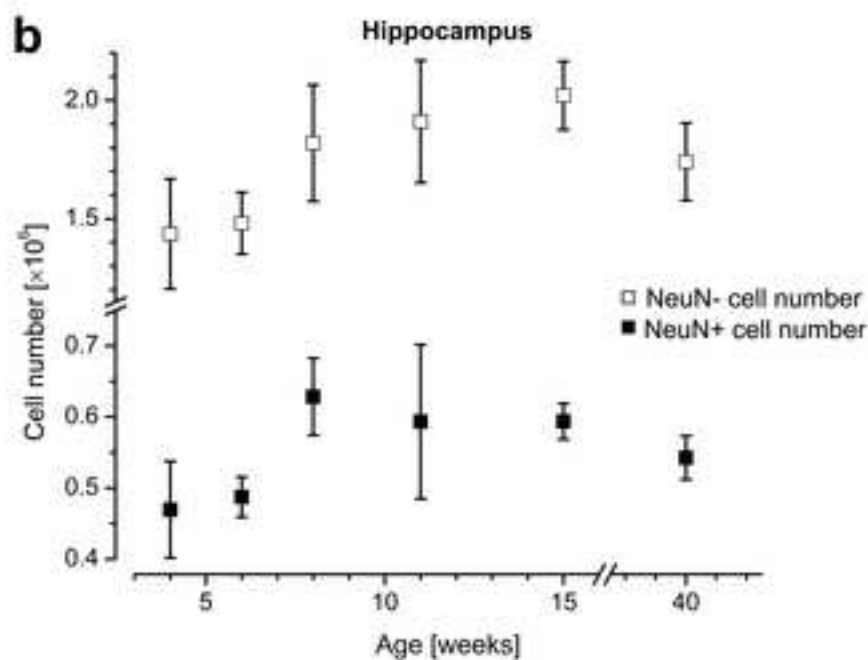 b
Hippocampus
2.0
1.5
0.7
0.6
0.5
0.4
Cell number [×10⁶]
NeuN- cell number
NeuN+ cell number
5
10
15
40
Age [weeks]